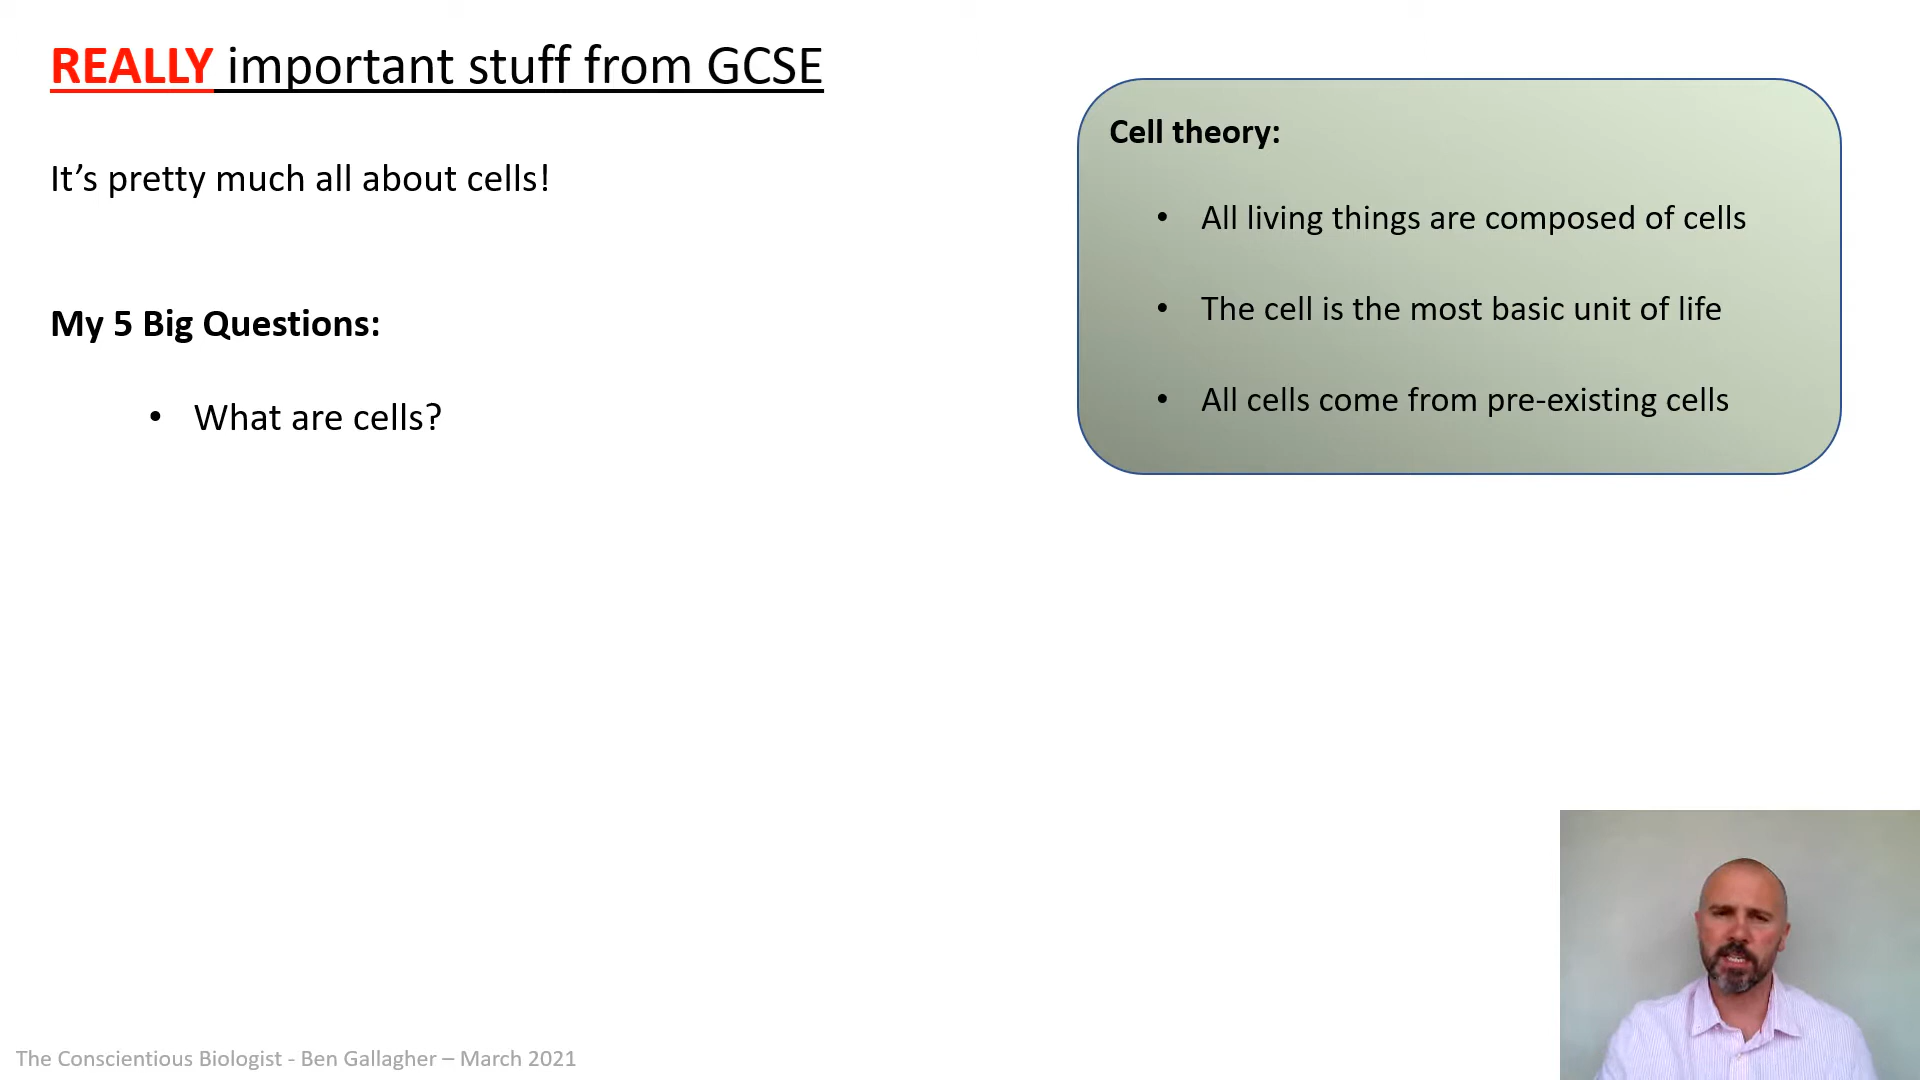 REALLY important stuff from GCSE
It’s pretty much all about cells!
My 5 Big Questions:
• What are cells?
Cell theory:
• All living things are composed of cells
• The cell is the most basic unit of life
• All cells come from pre-existing cells
The Conscientious Biologist - Ben Gallagher – March 2021